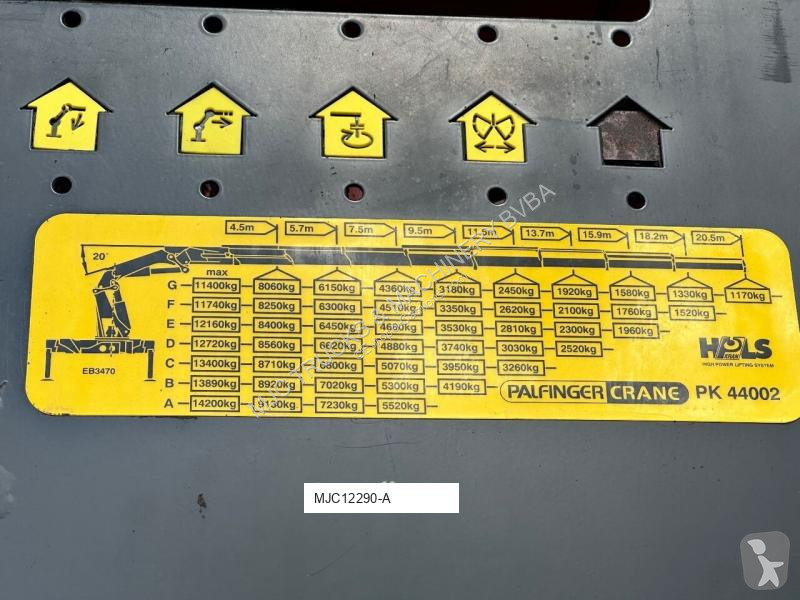 4.5m 5.7m 7.5m 9.5m 11.5m 13.7m 15.9m 18.2m 20.5m
20°
max
G 11400kg 8060kg 6150kg 4360kg 3180kg 2450kg 1920kg 1580kg 1330kg 1170kg
F 11740kg 8250kg 6300kg 4510kg 3350kg 2620kg 2100kg 1760kg 1520kg
E 12160kg 8400kg 6450kg 4680kg 3530kg 2810kg 2300kg 1960kg
D 12720kg 8560kg 6620kg 4880kg 3740kg 3030kg 2520kg
C 13400kg 8710kg 6800kg 5070kg 3950kg 3260kg
B 13890kg 8920kg 7020kg 5300kg 4190kg
A 14200kg 9130kg 7230kg 5520kg
EB3470
HPLS
KRAN
HIGH POWER LIFTING SYSTEM
PALFINGER CRANE PK 44002
MJC12290-A